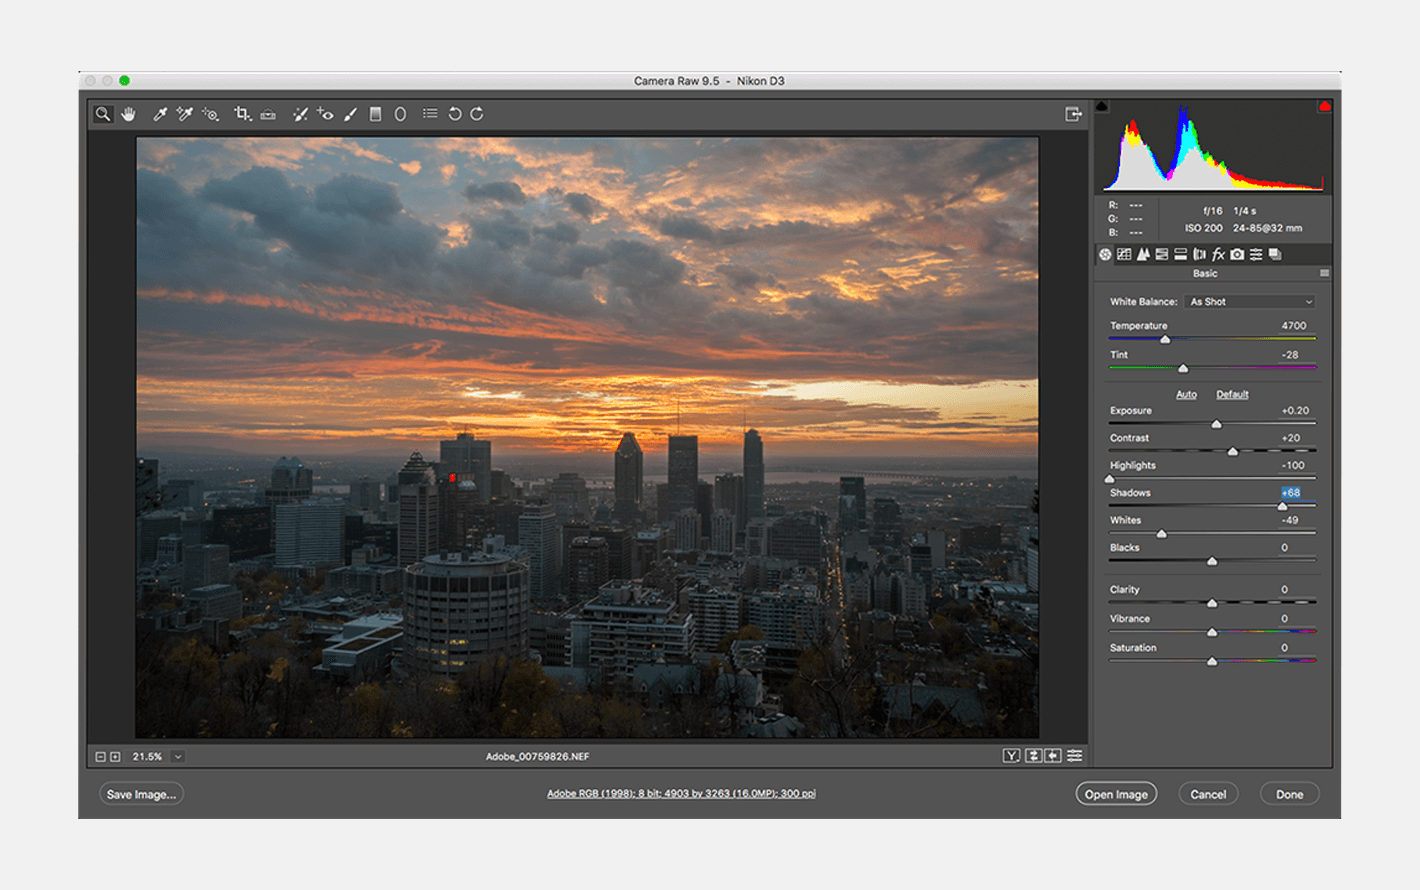 Camera Raw 9.5 - Nikon D3
R: ---
G: ---
B: ---
f/16 1/4 s
ISO 200 24-85@32 mm
fx
Basic
White Balance: As Shot
Temperature 4700
Tint -28
Auto Default
Exposure +0.20
Contrast +20
Highlights -100
Shadows +68
Whites -49
Blacks 0
Clarity 0
Vibrance 0
Saturation 0
21.5%
Adobe_00759826.NEF
Y
Save Image...
Adobe RGB (1998); 8 bit; 4903 by 3263 (16.0MP); 300 ppi
Open Image
Cancel
Done